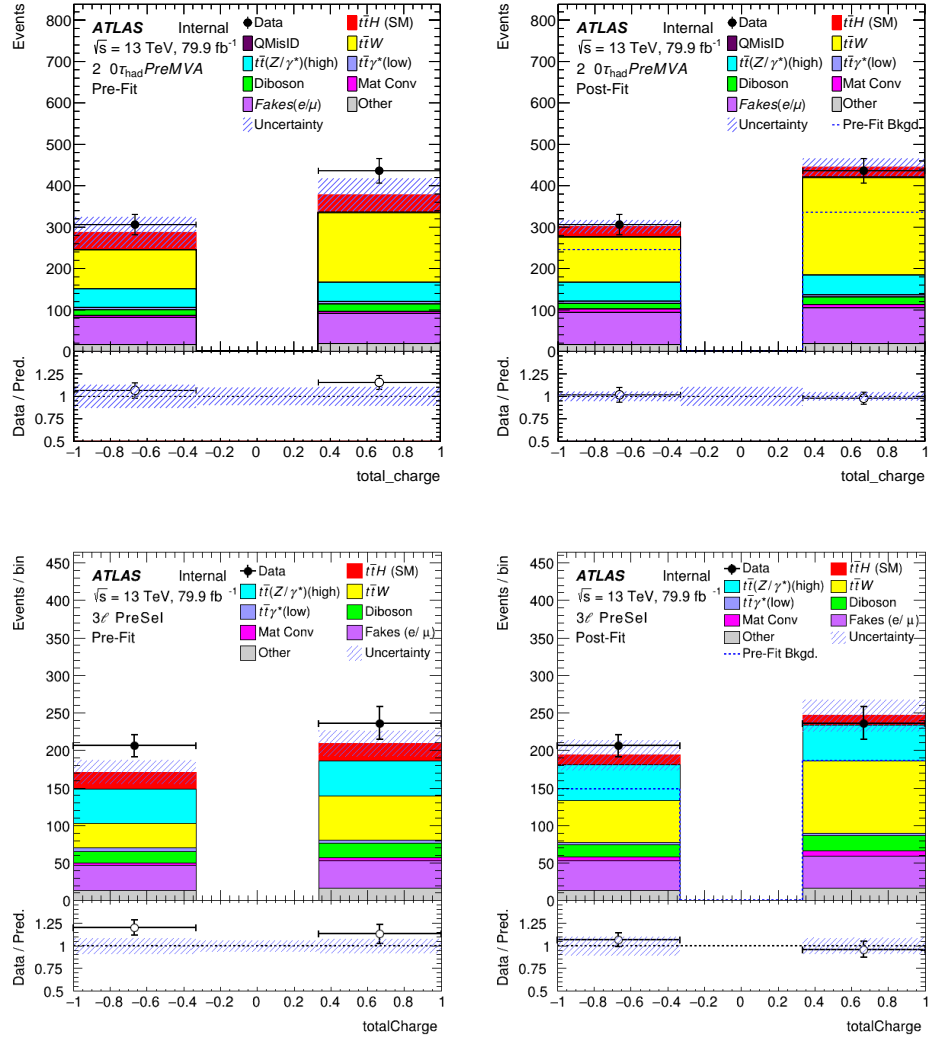 Events
ATLAS Internal
√s = 13 TeV, 79.9 fb-1
2 0τhad PreMVA
Pre-Fit
Data
tt̄H (SM)
QMisID
tt̄W
tt̄(Z/γ*)(high)
tt̄γ*(low)
Diboson
Mat Conv
Fakes(e/μ)
Other
Uncertainty
800
700
600
500
400
300
200
100
0
Data / Pred.
1.25
1
0.75
0.5
−1 −0.8 −0.6 −0.4 −0.2 0 0.2 0.4 0.6 0.8 1
total_charge
Events
ATLAS Internal
√s = 13 TeV, 79.9 fb-1
2 0τhad PreMVA
Post-Fit
Data
tt̄H (SM)
QMisID
tt̄W
tt̄(Z/γ*)(high)
tt̄γ*(low)
Diboson
Mat Conv
Fakes(e/μ)
Other
Uncertainty
Pre-Fit Bkgd.
800
700
600
500
400
300
200
100
0
Data / Pred.
1.25
1
0.75
0.5
−1 −0.8 −0.6 −0.4 −0.2 0 0.2 0.4 0.6 0.8 1
total_charge
Events / bin
ATLAS Internal
√s = 13 TeV, 79.9 fb -1
3ℓ PreSel
Pre-Fit
Data
tt̄H (SM)
tt̄(Z/γ*)(high)
tt̄W
tt̄γ*(low)
Diboson
Mat Conv
Fakes (e/ μ)
Other
Uncertainty
450
400
350
300
250
200
150
100
50
0
Data / Pred.
1.25
1
0.75
0.5
−1 −0.8 −0.6 −0.4 −0.2 0 0.2 0.4 0.6 0.8 1
totalCharge
Events / bin
ATLAS Internal
√s = 13 TeV, 79.9 fb -1
3ℓ PreSel
Post-Fit
Data
tt̄H (SM)
tt̄(Z/γ*)(high)
tt̄W
tt̄γ*(low)
Diboson
Mat Conv
Fakes (e/ μ)
Other
Uncertainty
Pre-Fit Bkgd.
450
400
350
300
250
200
150
100
50
0
Data / Pred.
1.25
1
0.75
0.5
−1 −0.8 −0.6 −0.4 −0.2 0 0.2 0.4 0.6 0.8 1
totalCharge